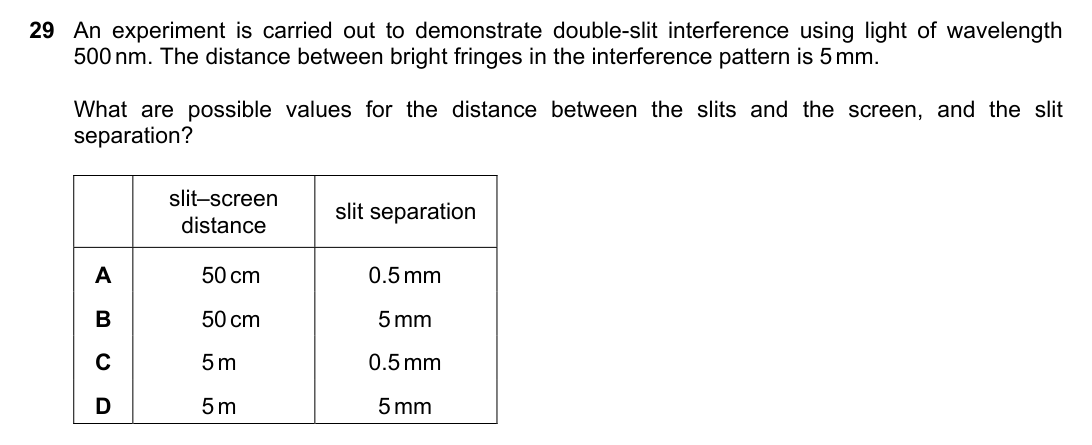 29 An experiment is carried out to demonstrate double-slit interference using light of wavelength
500 nm. The distance between bright fringes in the interference pattern is 5 mm.
What are possible values for the distance between the slits and the screen, and the slit
separation?
slit–screen
distance
slit separation
A 50 cm 0.5 mm
B 50 cm 5 mm
C 5 m 0.5 mm
D 5 m 5 mm